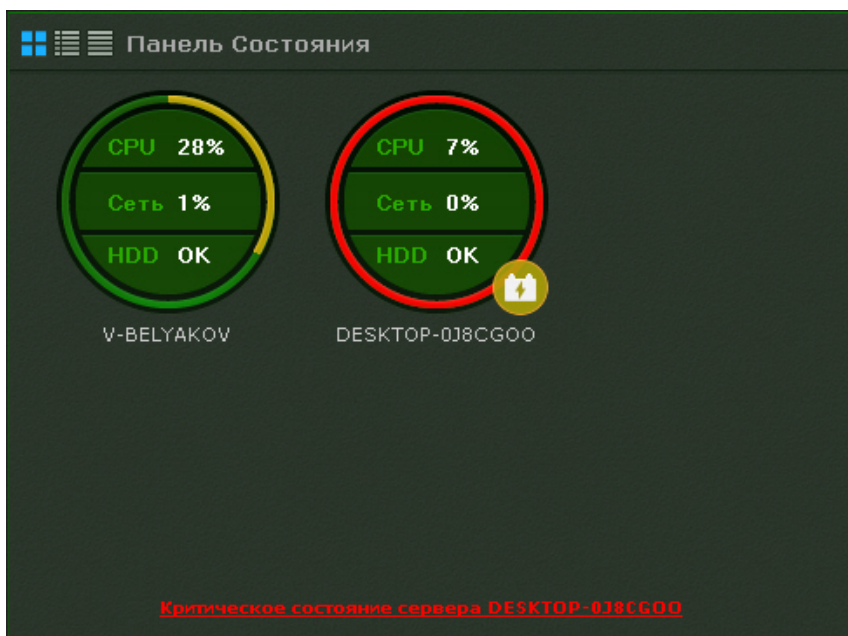 Панель Состояния
CPU 28%
Сеть 1%
HDD OK
V-BELYAKOV
CPU 7%
Сеть 0%
HDD OK
DESKTOP-0J8CGOO
Критическое состояние сервера DESKTOP-0J8CGOO